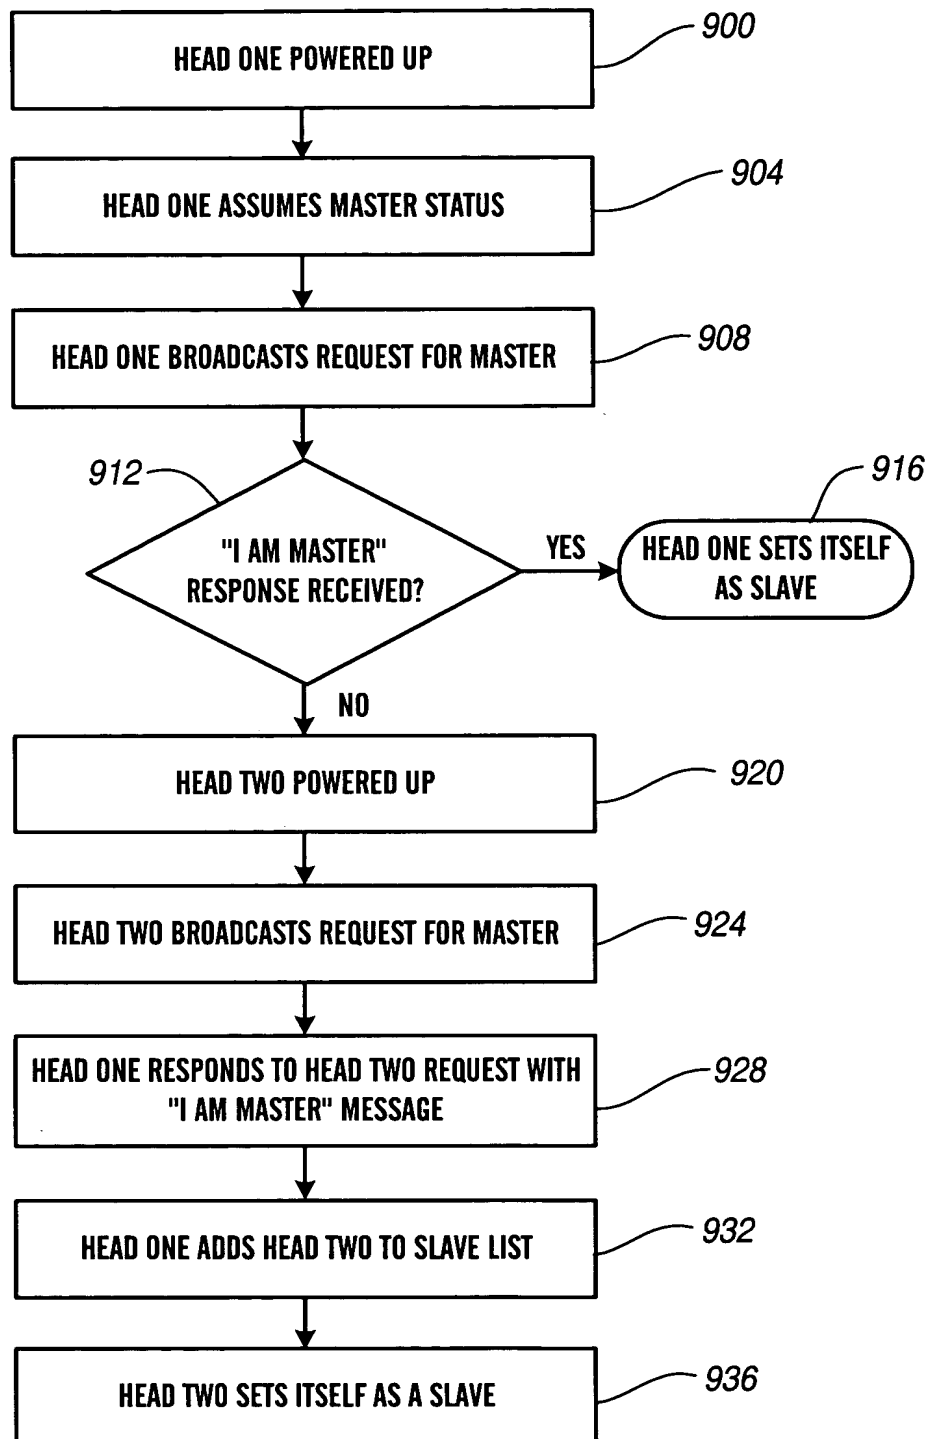 HEAD ONE POWERED UP
900
HEAD ONE ASSUMES MASTER STATUS
904
HEAD ONE BROADCASTS REQUEST FOR MASTER
908
912
"I AM MASTER"
RESPONSE RECEIVED?
YES
916
HEAD ONE SETS ITSELF
AS SLAVE
NO
HEAD TWO POWERED UP
920
HEAD TWO BROADCASTS REQUEST FOR MASTER
924
HEAD ONE RESPONDS TO HEAD TWO REQUEST WITH
"I AM MASTER" MESSAGE
928
HEAD ONE ADDS HEAD TWO TO SLAVE LIST
932
HEAD TWO SETS ITSELF AS A SLAVE
936